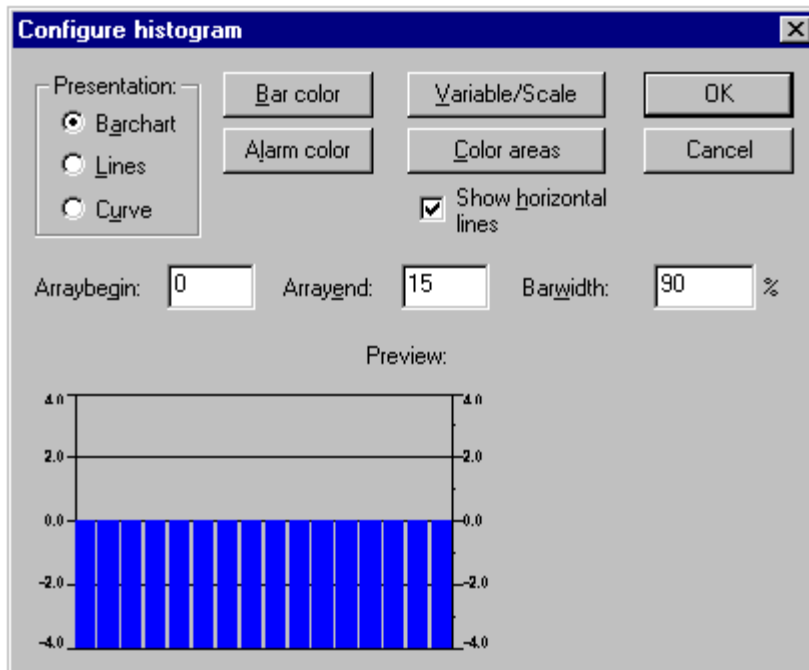 Configure histogram
Presentation:
Barchart
Lines
Curve
Bar color
Alarm color
Variable/Scale
Color areas
Show horizontal
lines
OK
Cancel
Arraybegin: 0
Arrayend: 15
Barwidth: 90 %
Preview:
4.0 4.0
2.0 2.0
0.0 0.0
-2.0 -2.0
-4.0 -4.0